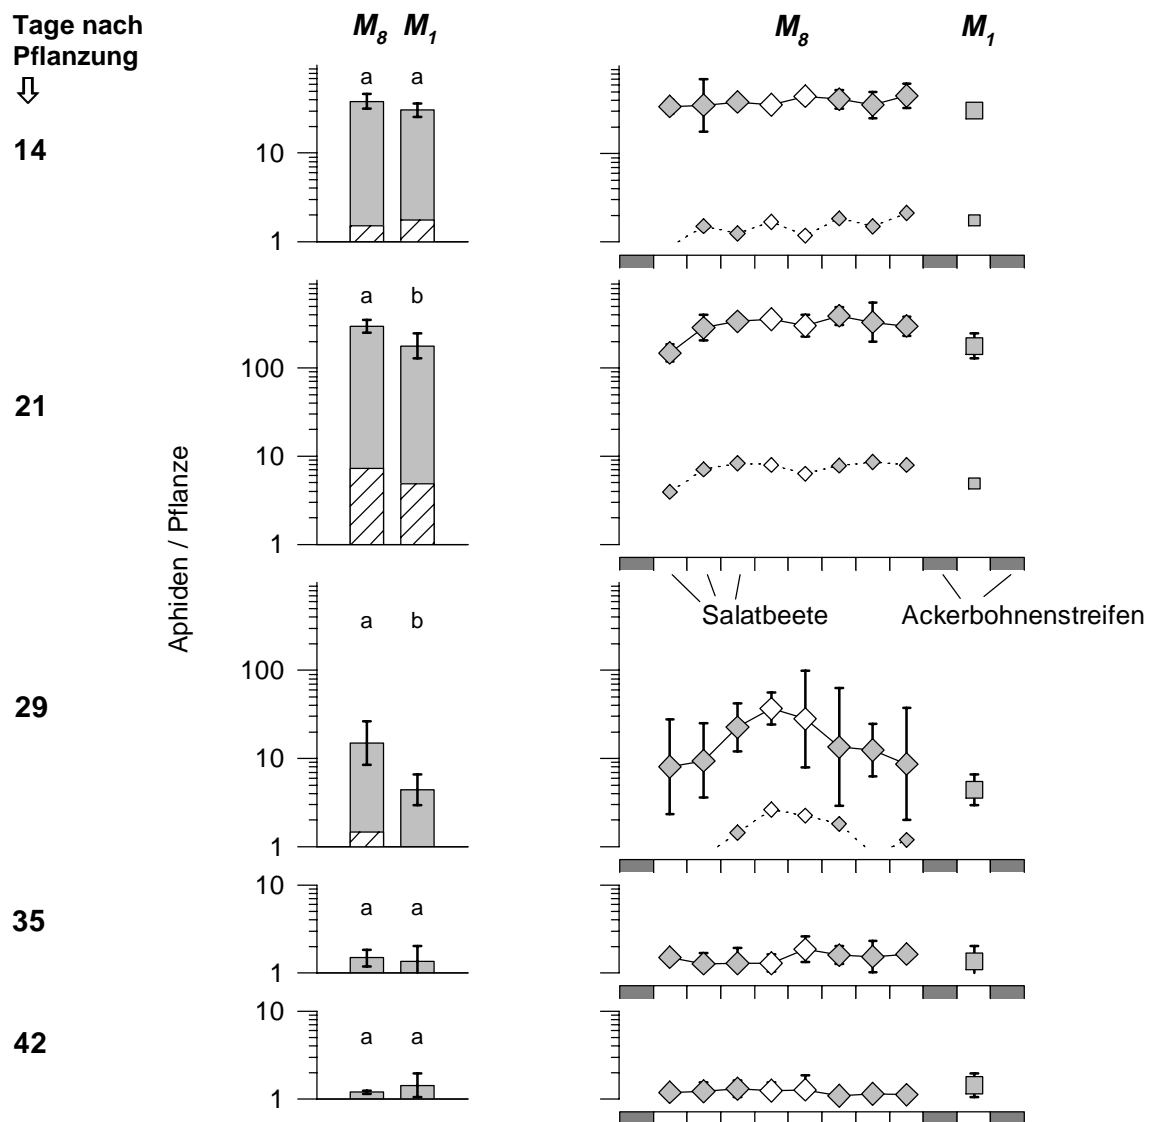 Tage nach
Pflanzung
M8 M1 M8 M1
14
a a
10
1
21
a b
100
10
1
Aphiden / Pflanze
Salatbeete Ackerbohnenstreifen
29
a b
100
10
1
35
a a
10
1
42
a a
10
1